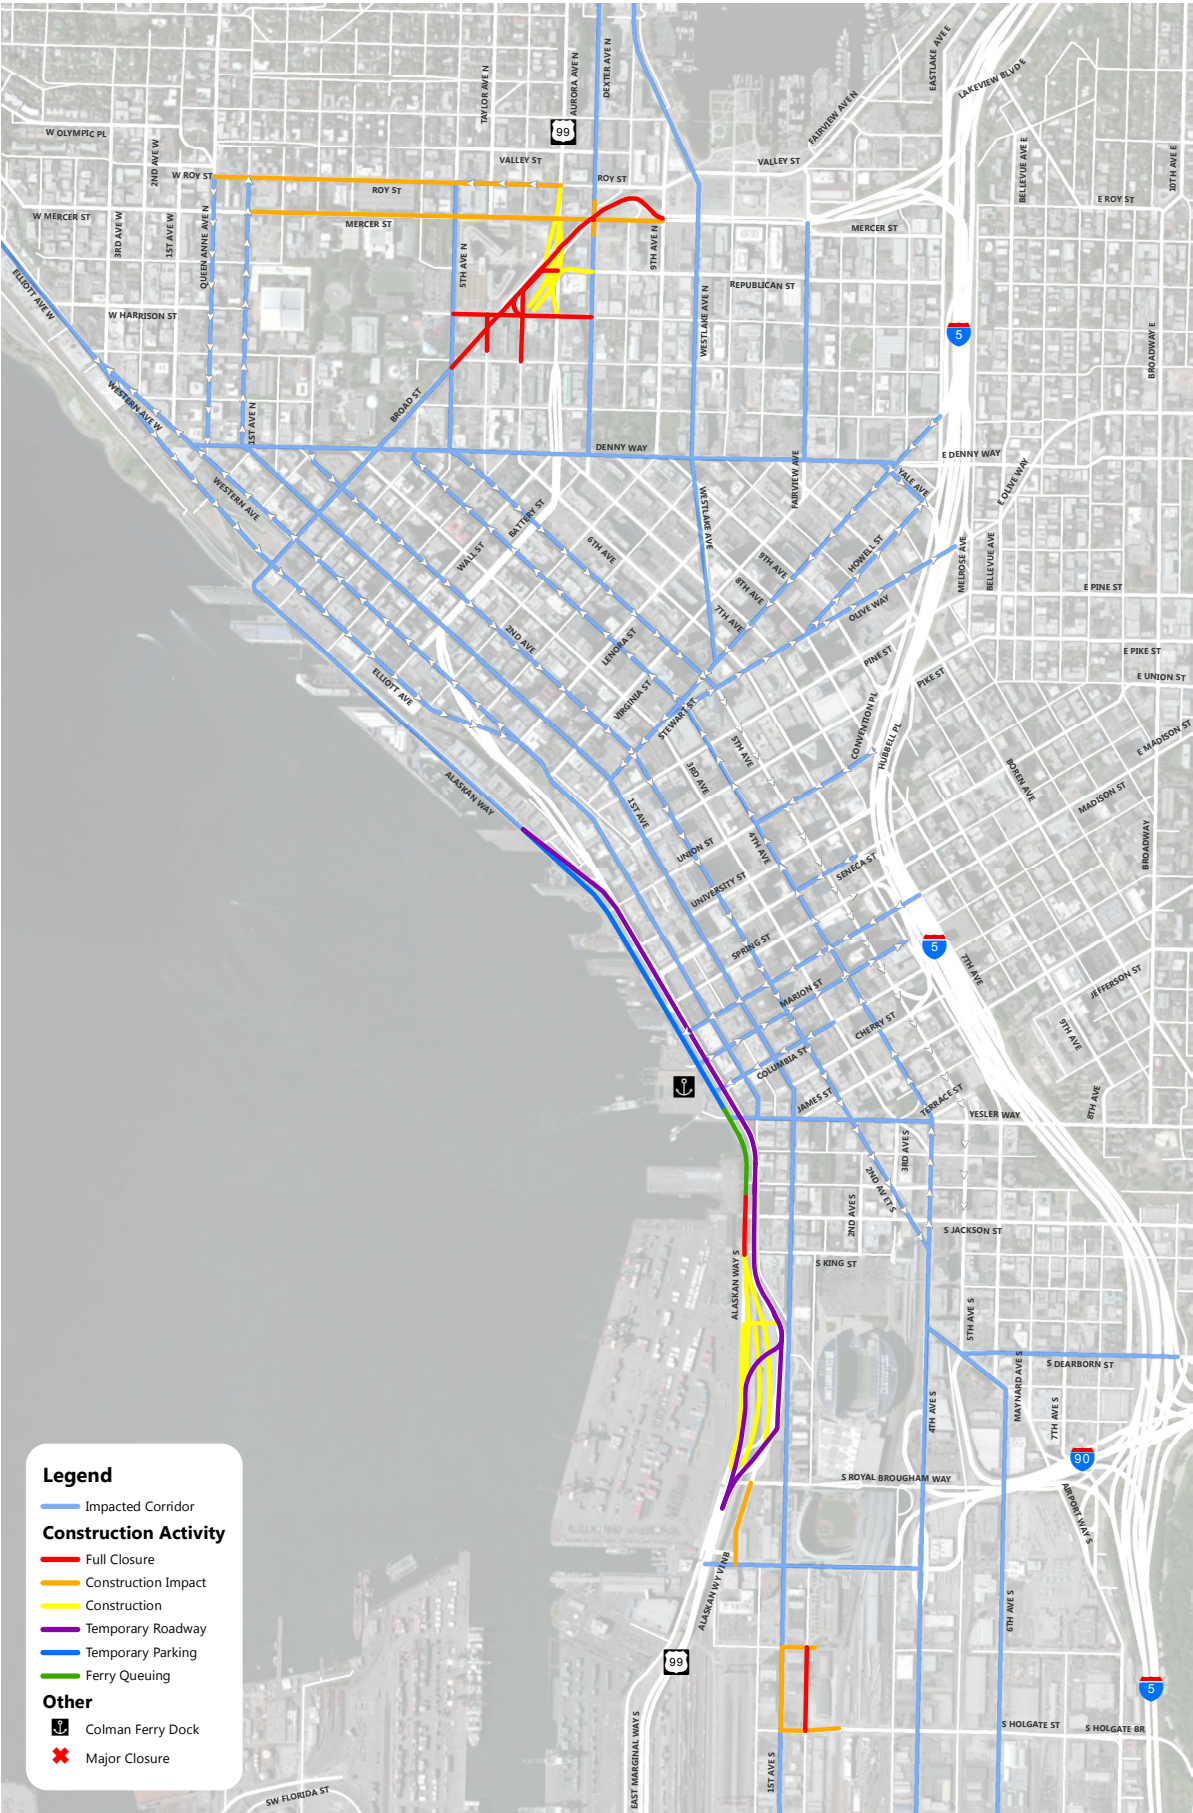 EASTLAKE AVE E
LAKEVIEW BLVD E
DEXTER AVE N
AURORA AVE N
TAYLOR AVE N
99
FAIRVIEW AVE N
W OLYMPIC PL
2ND AVE W
VALLEY ST
VALLEY ST
BELLEVUE AVE E
10TH AVE E
W ROY ST
ROY ST
ROY ST
E ROY ST
W MERCER ST
3RD AVE W
1ST AVE W
QUEEN ANNE AVE N
MERCER ST
5TH AVE N
9TH AVE N
MERCER ST
ELLIOTT AVE W
REPUBLICAN ST
W HARRISON ST
WESTLAKE AVE N
5
BROADWAY E
WESTERN AVE W
1ST AVE N
BROAD ST
DENNY WAY
E DENNY WAY
FAIRVIEW AVE
YALE AVE
E OLIVE WAY
WESTERN AVE
WESTLAKE AVE
BATTERY ST
WALL ST
6TH AVE
9TH AVE
HOWELL ST
MELROSE AVE
BELLEVUE AVE
8TH AVE
E PINE ST
OLIVE WAY
7TH AVE
2ND AVE
LENORA ST
PINE ST
PIKE ST
E PIKE ST
E UNION ST
ELLIOTT AVE
VIRGINIA ST
STEWART ST
CONVENTION PL
HUBBELL PL
E MADISON ST
5TH AVE
3RD AVE
BOREN AVE
MADISON ST
ALASKAN WAY
1ST AVE
4TH AVE
UNION ST
BROADWAY
SENECA ST
UNIVERSITY ST
SPRING ST
5
7TH AVE
JEFFERSON ST
MARION ST
CHERRY ST
9TH AVE
COLUMBIA ST
JAMES ST
TERRACE ST
YESLER WAY
8TH AVE
3RD AVE S
2ND AV ET S
2ND AVE S
S JACKSON ST
ALASKAN WAY S
S KING ST
5TH AVE S
S DEARBORN ST
MAYNARD AVE S
7TH AVE S
4TH AVE S
90
S ROYAL BROUGHAM WAY
AIRPORT WAY S
ALASKAN WY VI NB
6TH AVE S
99
5
S HOLGATE ST
S HOLGATE BR
EAST MARGINAL WAY S
1ST AVE S
SW FLORIDA ST
Legend
Impacted Corridor
Construction Activity
Full Closure
Construction Impact
Construction
Temporary Roadway
Temporary Parking
Ferry Queuing
Other
Colman Ferry Dock
Major Closure